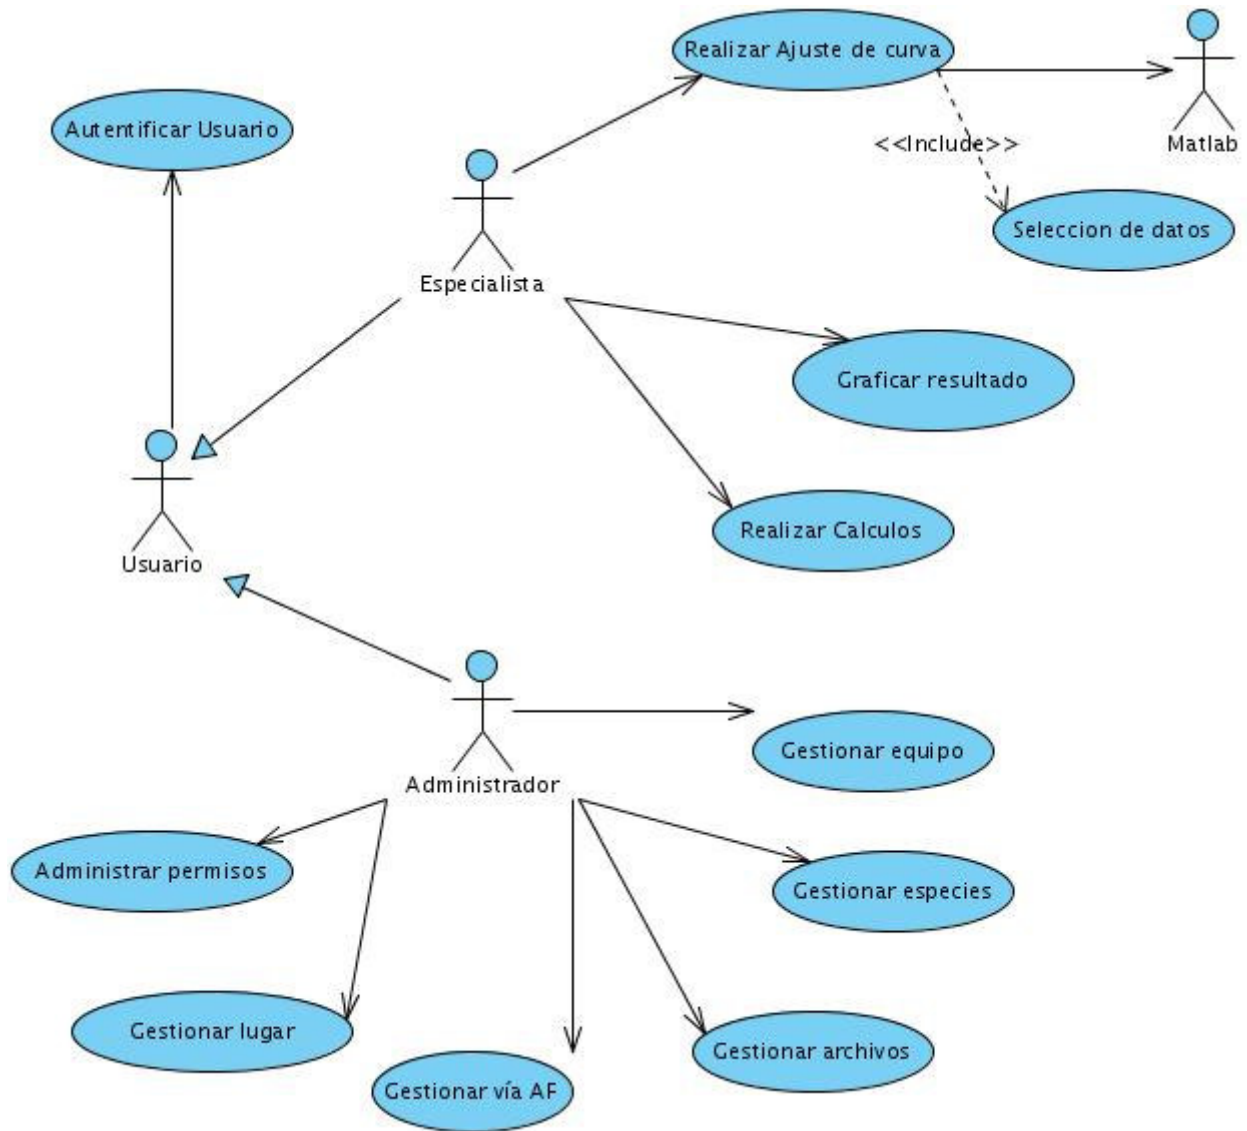 Realizar Ajuste de curva
Autentificar Usuario
<<Include>>
Matlab
Seleccion de datos
Especialista
Graficar resultado
Realizar Calculos
Usuario
Gestionar equipo
Administrador
Administrar permisos
Gestionar especies
Gestionar lugar
Gestionar archivos
Gestionar vía AF